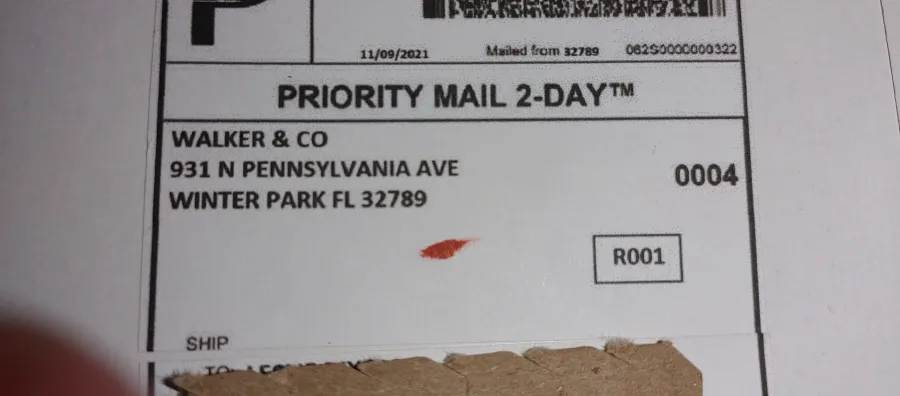 P
11/09/2021 Mailed from 32789 062S0000000322
PRIORITY MAIL 2-DAY™
WALKER & CO
931 N PENNSYLVANIA AVE
0004
WINTER PARK FL 32789
R001
SHIP
TO: